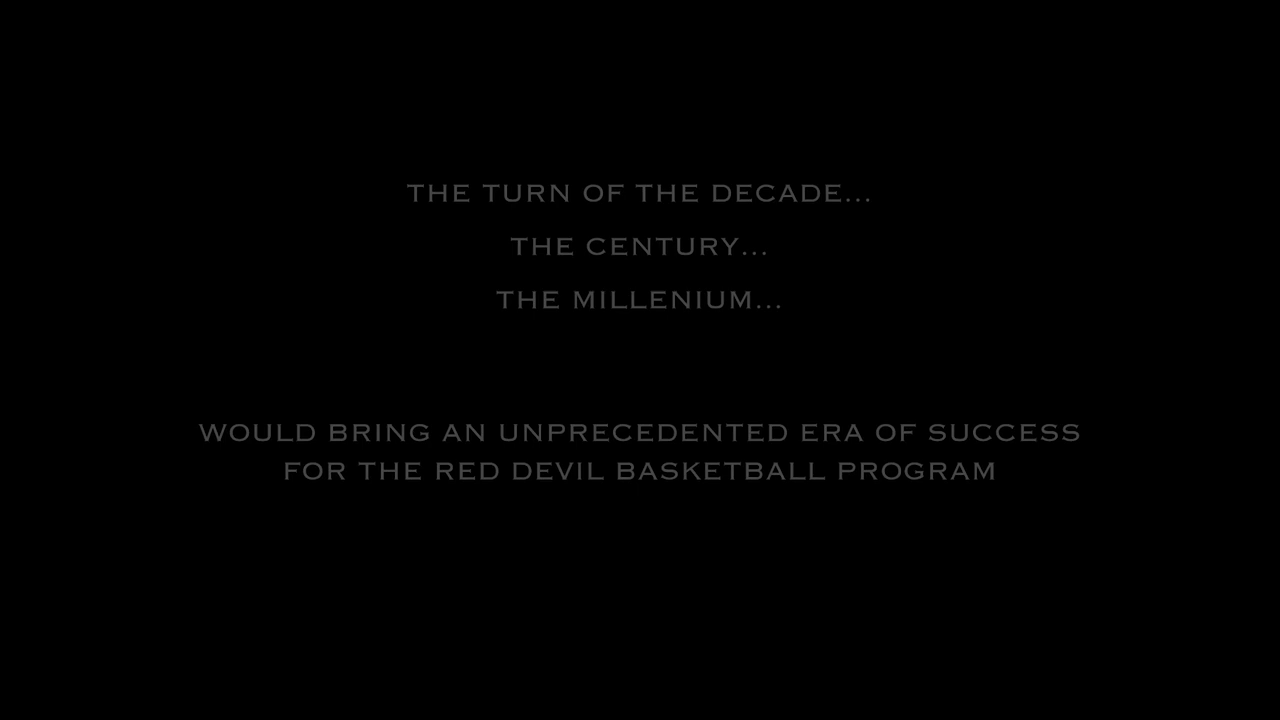 THE TURN OF THE DECADE...
THE CENTURY...
THE MILLENIUM...
WOULD BRING AN UNPRECEDENTED ERA OF SUCCESS
FOR THE RED DEVIL BASKETBALL PROGRAM